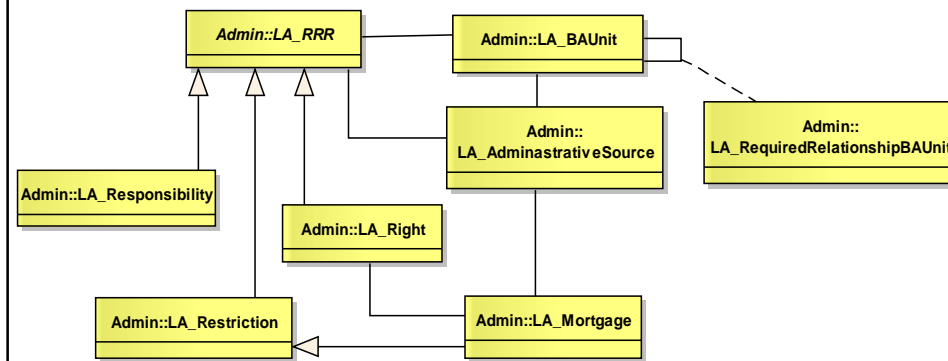 Admin::LA_RRR
Admin::LA_BAUnit
Admin::
LA_AdminastrativeSource
Admin::
LA_RequiredRelationshipBAUnit
Admin::LA_Responsibility
Admin::LA_Right
Admin::LA_Restriction
Admin::LA_Mortgage